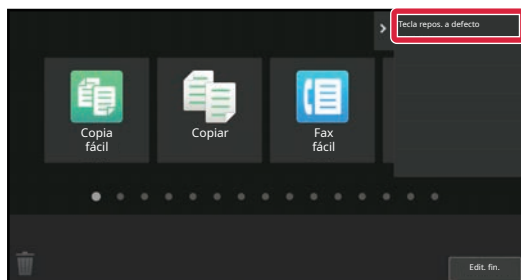 Tecla repos. a defecto
Copia
fácil
Copiar
Fax
fácil
Edit. fin.